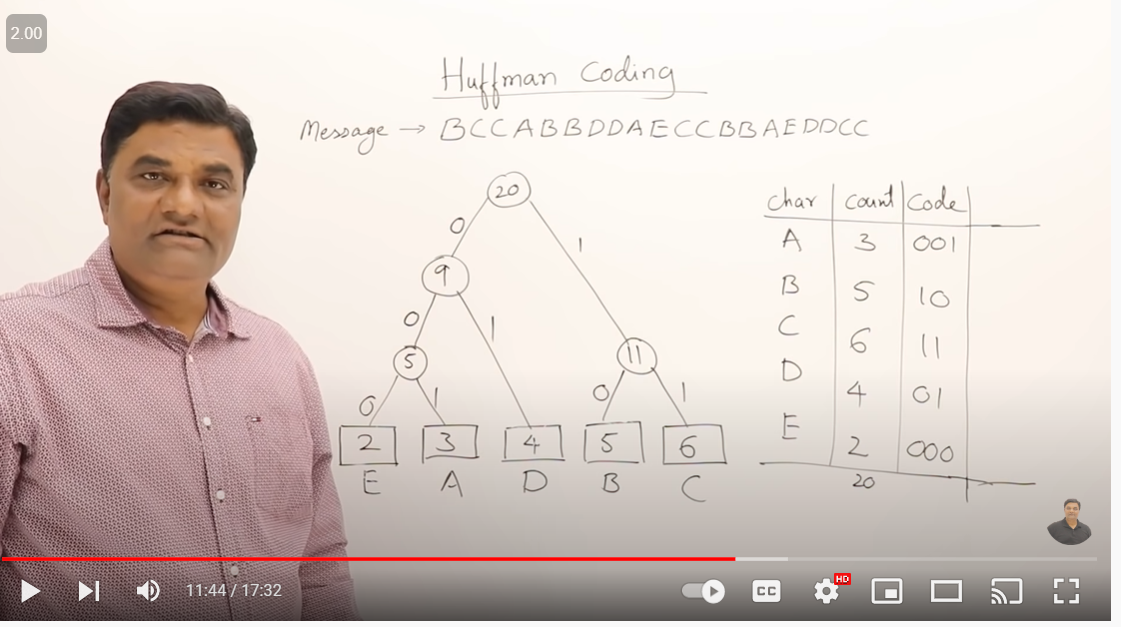 2.00
Huffman Coding
Message → BCCABBDDAECCBBAEDDCC
20
0 1
9
0 1
5 11
0 1 0 1
2 3 4 5 6
E A D B C
char count Code
A 3 001
B 5 10
C 6 11
D 4 01
E 2 000
20
11:44 / 17:32
CC
HD